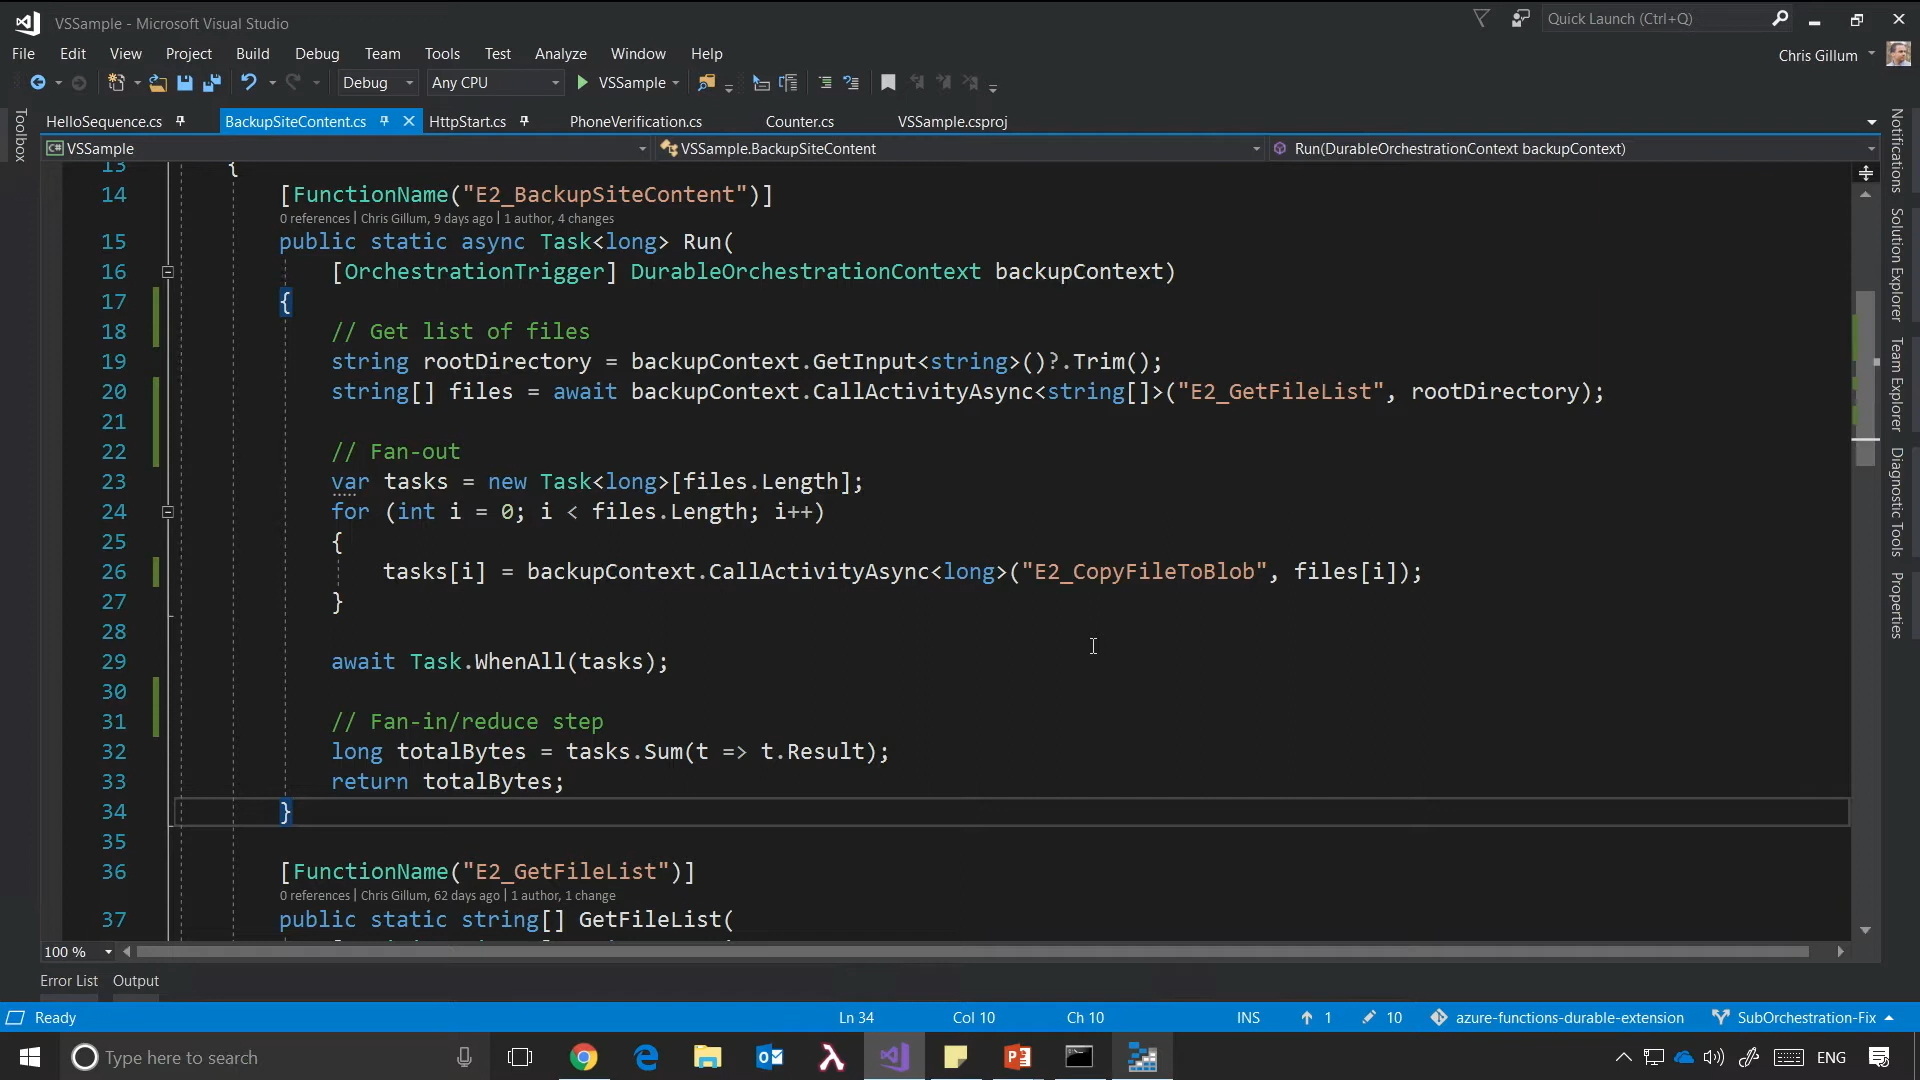 VSSample - Microsoft Visual Studio
Quick Launch (Ctrl+Q)
File Edit View Project Build Debug Team Tools Test Analyze Window Help
Chris Gillum
Debug Any CPU VSSample
Toolbox
HelloSequence.cs BackupSiteContent.cs HttpStart.cs PhoneVerification.cs Counter.cs VSSample.csproj
C# VSSample VSSample.BackupSiteContent Run(DurableOrchestrationContext backupContext)
13 {
14 [FunctionName("E2_BackupSiteContent")]
0 references | Chris Gillum, 9 days ago | 1 author, 4 changes
15 public static async Task<long> Run(
16 [OrchestrationTrigger] DurableOrchestrationContext backupContext)
17 {
18 // Get list of files
19 string rootDirectory = backupContext.GetInput<string>()?.Trim();
20 string[] files = await backupContext.CallActivityAsync<string[]>("E2_GetFileList", rootDirectory);
21
22 // Fan-out
23 var tasks = new Task<long>[files.Length];
24 for (int i = 0; i < files.Length; i++)
25 {
26 tasks[i] = backupContext.CallActivityAsync<long>("E2_CopyFileToBlob", files[i]);
27 }
28
29 await Task.WhenAll(tasks);
30
31 // Fan-in/reduce step
32 long totalBytes = tasks.Sum(t => t.Result);
33 return totalBytes;
34 }
35
36 [FunctionName("E2_GetFileList")]
0 references | Chris Gillum, 62 days ago | 1 author, 1 change
37 public static string[] GetFileList(
Notifications
Solution Explorer
Team Explorer
Diagnostic Tools
Properties
100 %
Error List Output
Ready Ln 34 Col 10 Ch 10 INS 1 10 azure-functions-durable-extension SubOrchestration-Fix
Type here to search
ENG